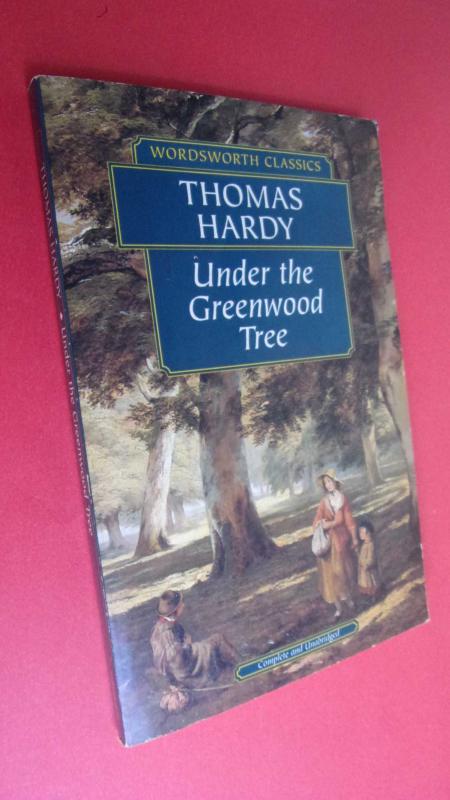 WORDSWORTH CLASSICS
THOMAS
HARDY
Under the
Greenwood
Tree
Complete and Unabridged
THOMAS HARDY • Under the Greenwood Tree